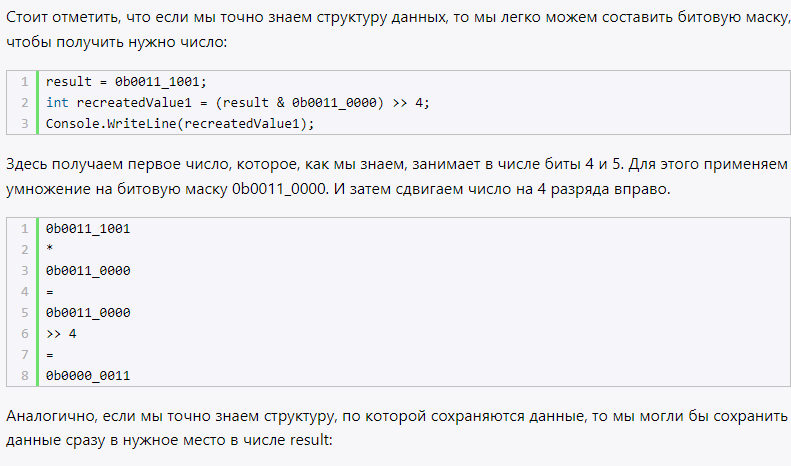 Стоит отметить, что если мы точно знаем структуру данных, то мы легко можем составить битовую маску,
чтобы получить нужно число:
1 result = 0b0011_1001;
2 int recreatedValue1 = (result & 0b0011_0000) >> 4;
3 Console.WriteLine(recreatedValue1);
Здесь получаем первое число, которое, как мы знаем, занимает в числе биты 4 и 5. Для этого применяем
умножение на битовую маску 0b0011_0000. И затем сдвигаем число на 4 разряда вправо.
1 0b0011_1001
2 *
3 0b0011_0000
4 =
5 0b0011_0000
6 >> 4
7 =
8 0b0000_0011
Аналогично, если мы точно знаем структуру, по которой сохраняются данные, то мы могли бы сохранить
данные сразу в нужное место в числе result: